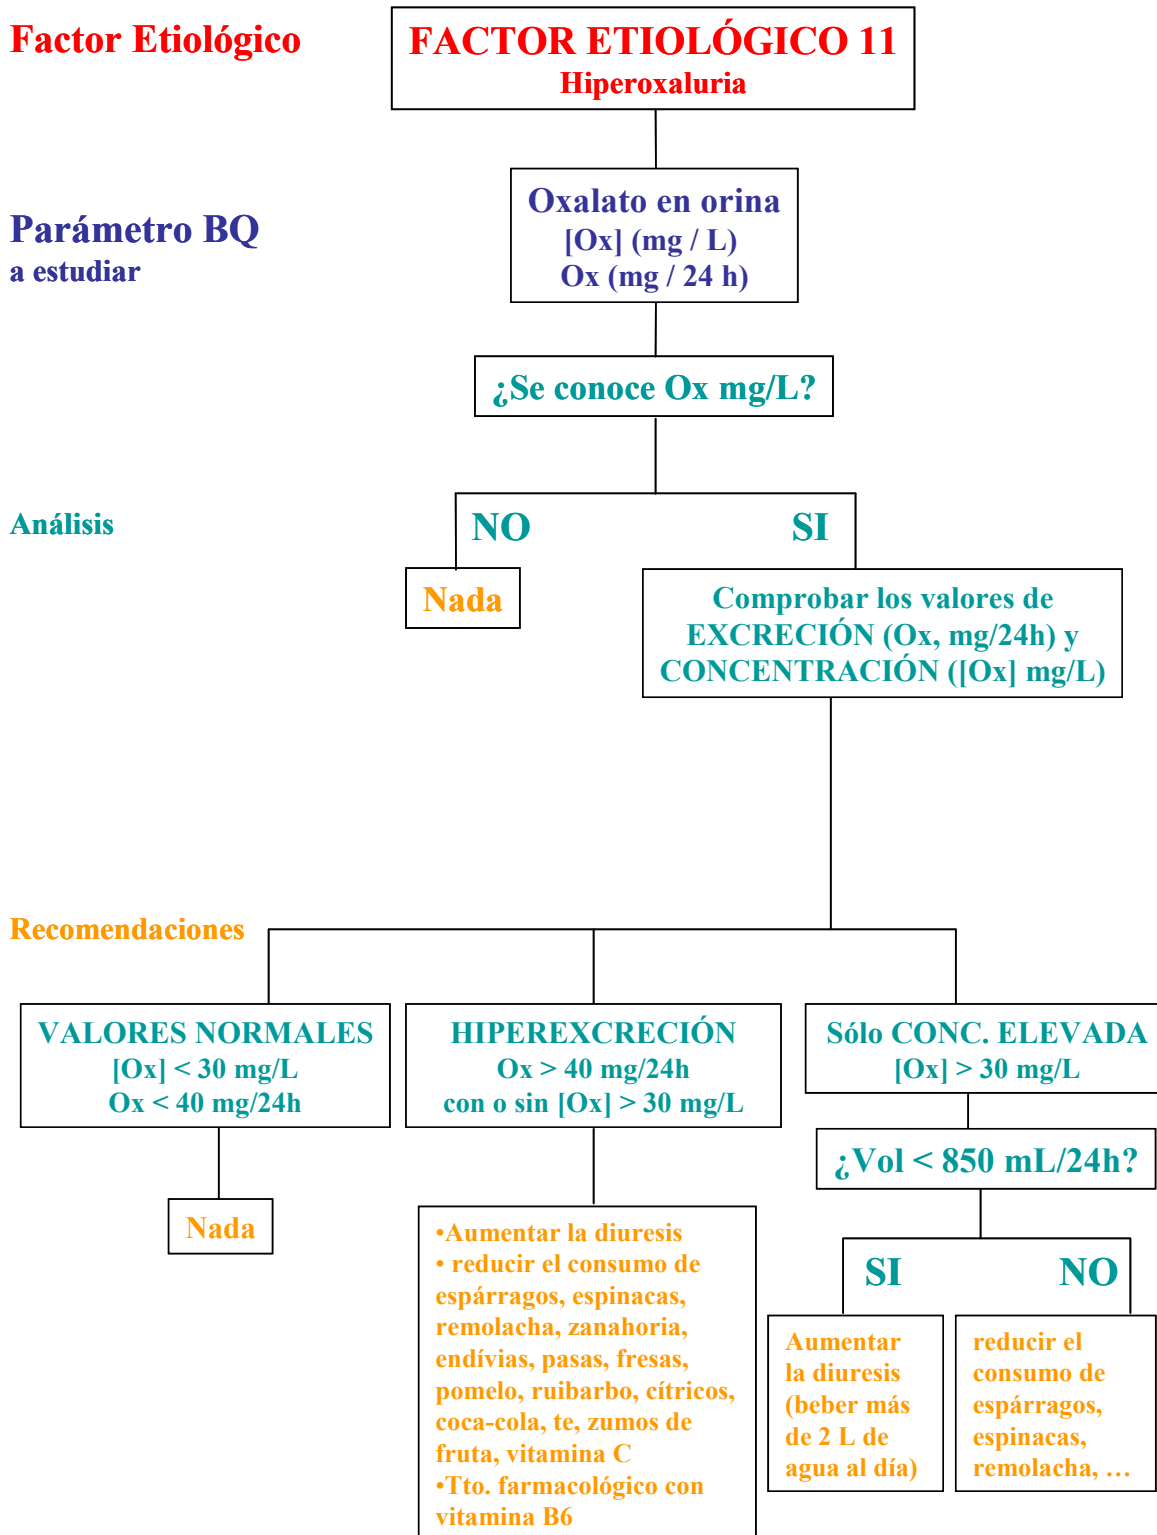 Factor Etiológico
FACTOR ETIOLÓGICO 11
Hiperoxaluria
Parámetro BQ
a estudiar
Oxalato en orina
[Ox] (mg / L)
Ox (mg / 24 h)
¿Se conoce Ox mg/L?
Análisis
NO
SI
Nada
Comprobar los valores de
EXCRECIÓN (Ox, mg/24h) y
CONCENTRACIÓN ([Ox] mg/L)
Recomendaciones
VALORES NORMALES
[Ox] < 30 mg/L
Ox < 40 mg/24h
Nada
HIPEREXCRECIÓN
Ox > 40 mg/24h
con o sin [Ox] > 30 mg/L
•Aumentar la diuresis
• reducir el consumo de
espárragos, espinacas,
remolacha, zanahoria,
endívias, pasas, fresas,
pomelo, ruibarbo, cítricos,
coca-cola, te, zumos de
fruta, vitamina C
•Tto. farmacológico con
vitamina B6
Sólo CONC. ELEVADA
[Ox] > 30 mg/L
¿Vol < 850 mL/24h?
SI
NO
Aumentar
la diuresis
(beber más
de 2 L de
agua al día)
reducir el
consumo de
espárragos,
espinacas,
remolacha, …